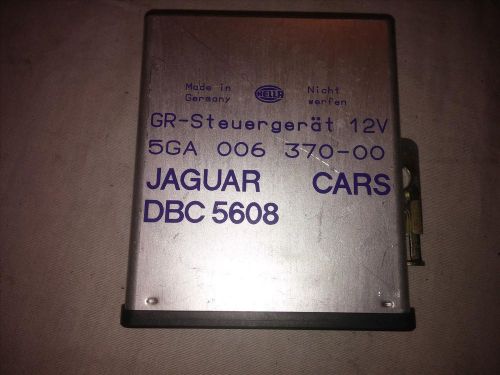 Made in Germany
HELLA
Nicht werfen
GR-Steuergerät 12V
5GA 006 370-00
JAGUAR CARS
DBC 5608